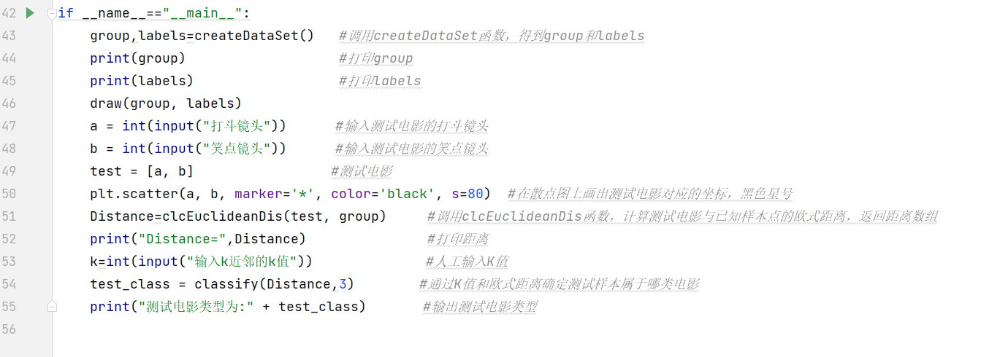 42 if __name__=="__main__":
43 group,labels=createDataSet() #调用createDataSet函数，得到group和labels
44 print(group) #打印group
45 print(labels) #打印labels
46 draw(group, labels)
47 a = int(input("打斗镜头")) #输入测试电影的打斗镜头
48 b = int(input("笑点镜头")) #输入测试电影的笑点镜头
49 test = [a, b] #测试电影
50 plt.scatter(a, b, marker='*', color='black', s=80) #在散点图上画出测试电影对应的坐标，黑色星号
51 Distance=clcEuclideanDis(test, group) #调用clcEuclideanDis函数，计算测试电影与已知样本点的欧式距离，返回距离数组
52 print("Distance=",Distance) #打印距离
53 k=int(input("输入k近邻的k值")) #人工输入K值
54 test_class = classify(Distance,3) #通过K值和欧式距离确定测试样本属于哪类电影
55 print("测试电影类型为:" + test_class) #输出测试电影类型
56